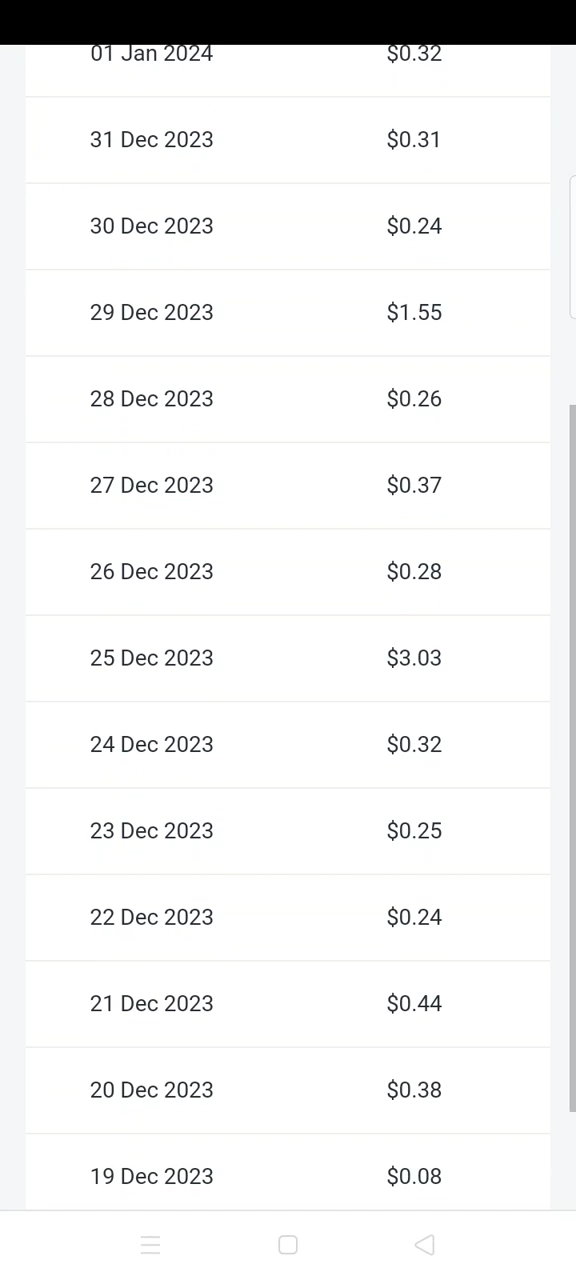 01 Jan 2024 $0.32
31 Dec 2023 $0.31
30 Dec 2023 $0.24
29 Dec 2023 $1.55
28 Dec 2023 $0.26
27 Dec 2023 $0.37
26 Dec 2023 $0.28
25 Dec 2023 $3.03
24 Dec 2023 $0.32
23 Dec 2023 $0.25
22 Dec 2023 $0.24
21 Dec 2023 $0.44
20 Dec 2023 $0.38
19 Dec 2023 $0.08